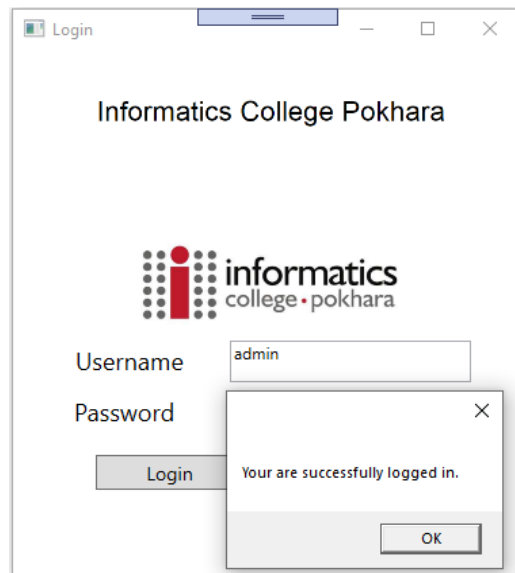 Login
Informatics College Pokhara
informatics
college • pokhara
Username
admin
Password
Login
Your are successfully logged in.
OK